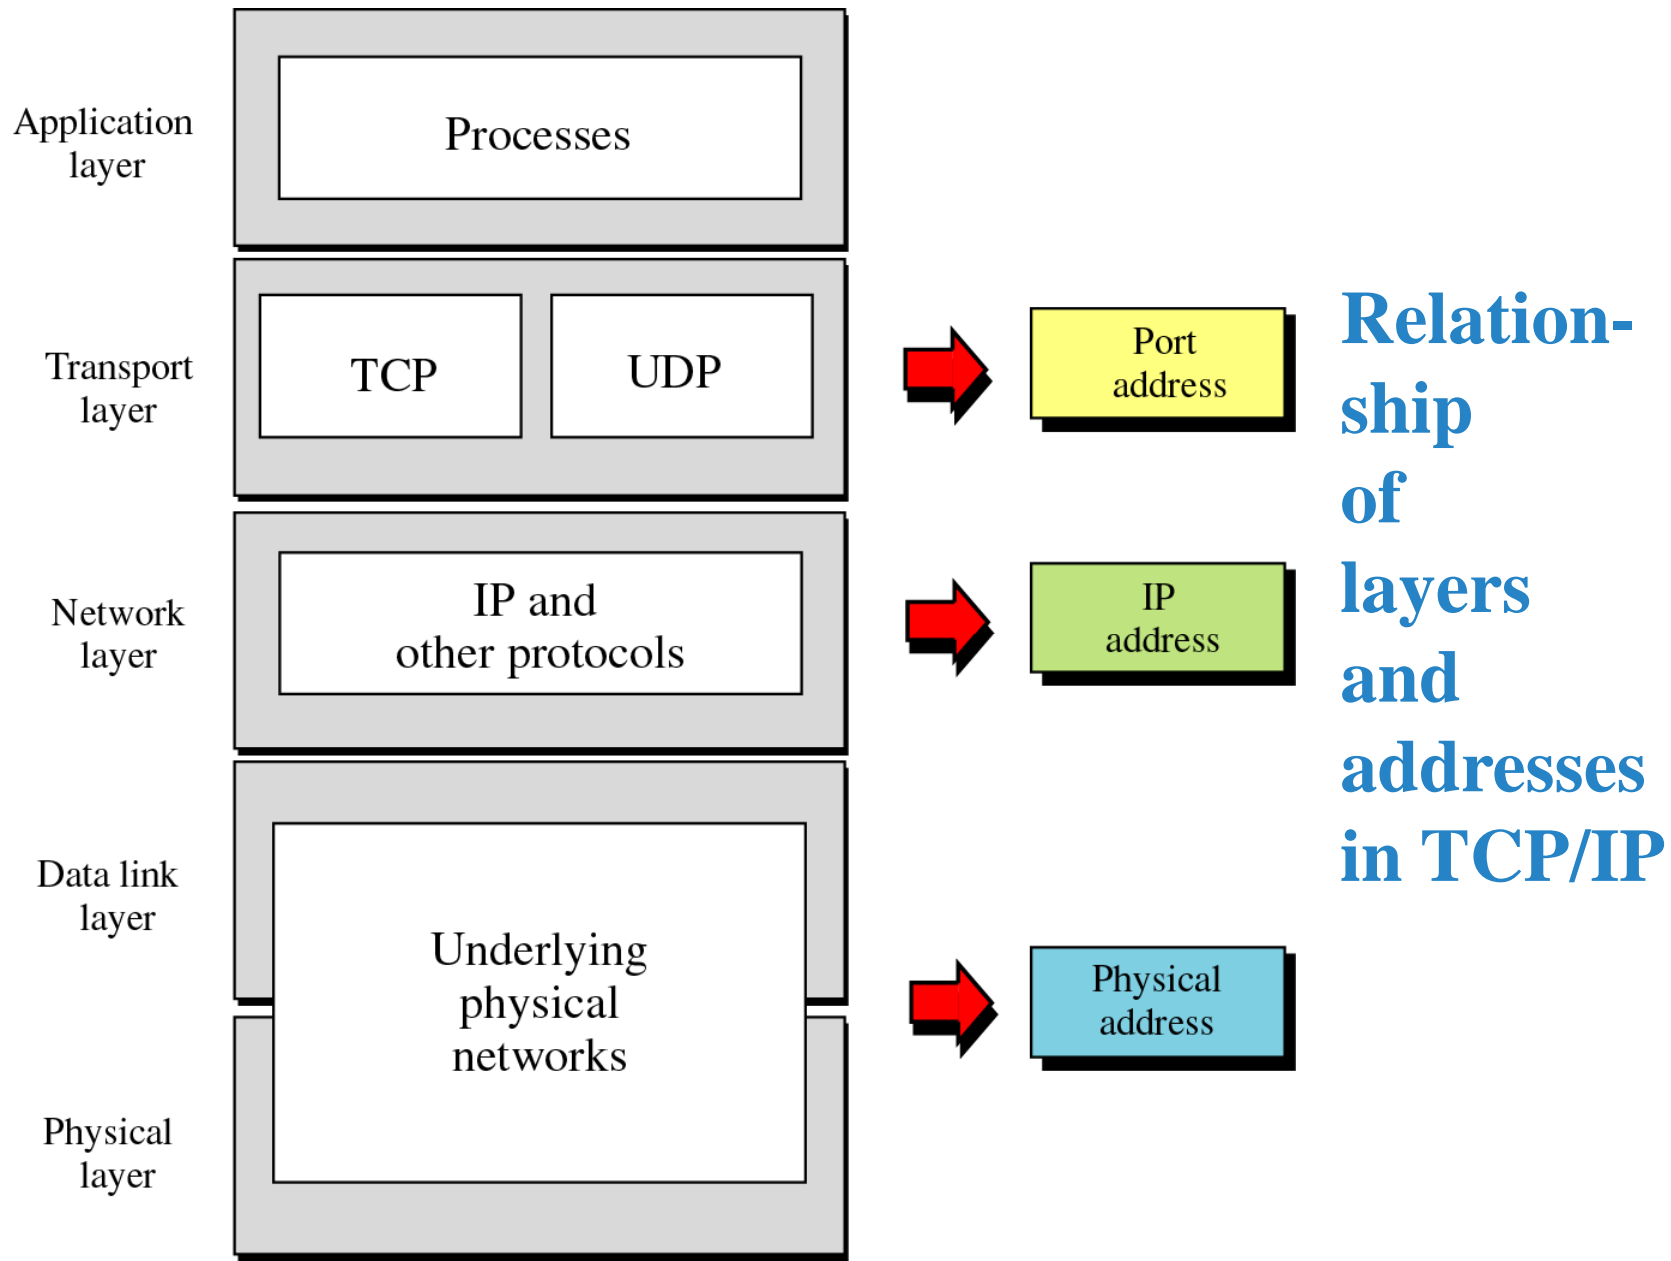 Application
layer
Processes
Transport
layer
TCP
UDP
Port
address
Network
layer
IP and
other protocols
IP
address
Data link
layer
Underlying
physical
networks
Physical
address
Physical
layer
Relation-
ship
of
layers
and
addresses
in TCP/IP